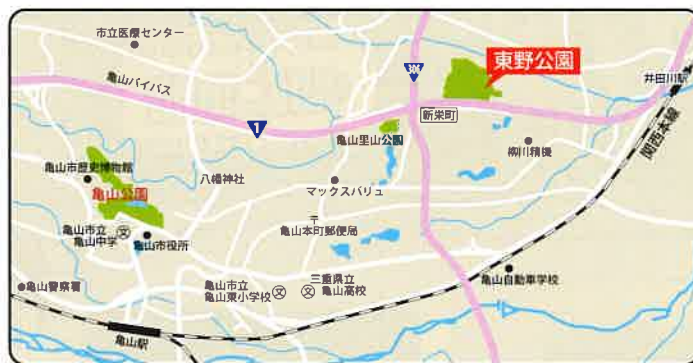 市立医療センター
亀山バイパス
1
306
東野公園
井田川駅
新栄町
関西本線
亀山里山公園
柳川精機
亀山市歴史博物館
亀山公園
八幡神社
マックスバリュ
〒
亀山本町郵便局
亀山市立
亀山中学
文
亀山市役所
亀山警察署
亀山市立
亀山東小学校
文
文
三重県立
亀山高校
亀山自動車学校
亀山駅